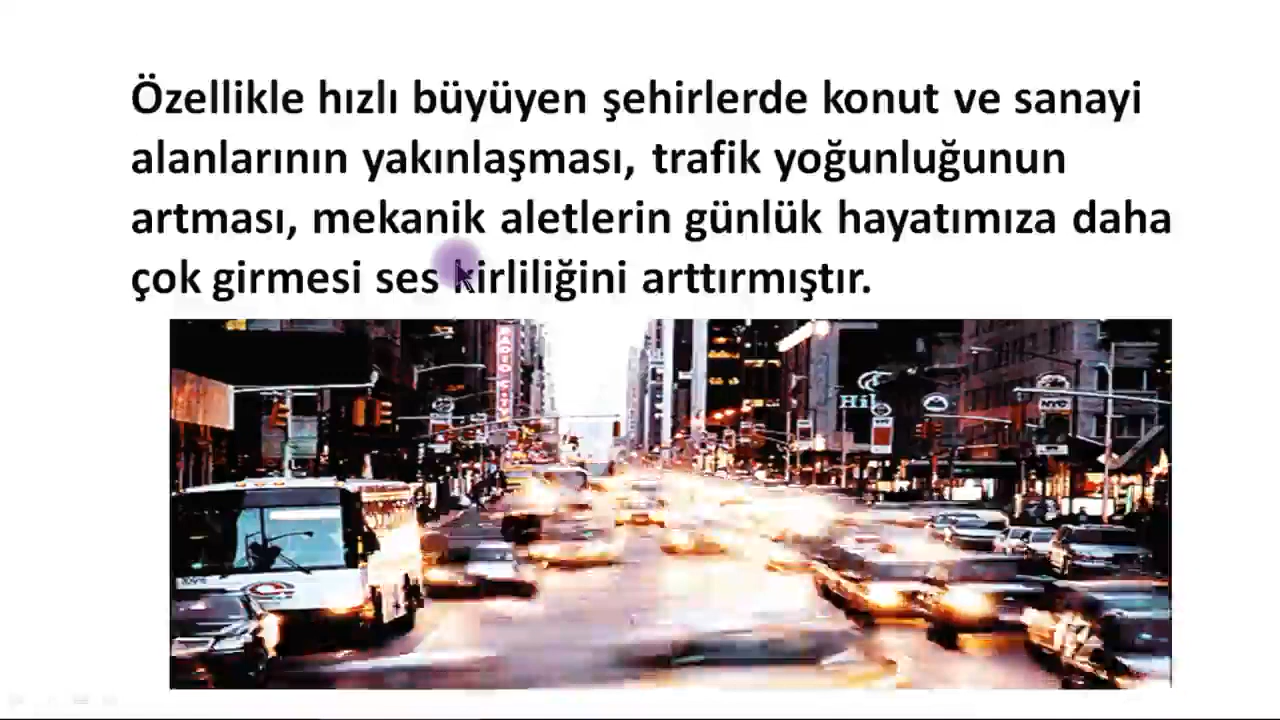 Özellikle hızlı büyüyen şehirlerde konut ve sanayi
alanlarının yakınlaşması, trafik yoğunluğunun
artması, mekanik aletlerin günlük hayatımıza daha
çok girmesi ses kirliliğini arttırmıştır.